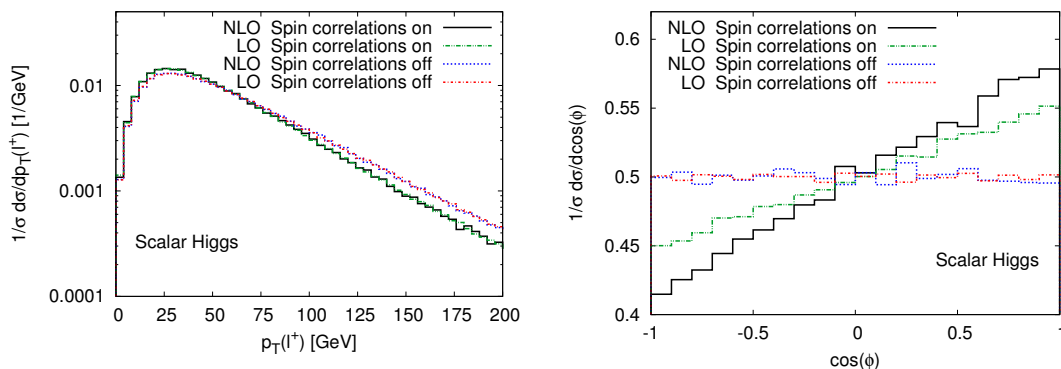 NLO Spin correlations on
LO Spin correlations on
NLO Spin correlations off
LO Spin correlations off
1/σ dσ/dp_T(l⁺) [1/GeV]
0.01
0.001
0.0001
Scalar Higgs
0 25 50 75 100 125 150 175 200
p_T(l⁺) [GeV]
NLO Spin correlations on
LO Spin correlations on
NLO Spin correlations off
LO Spin correlations off
1/σ dσ/dcos(ϕ)
0.6
0.55
0.5
0.45
0.4
Scalar Higgs
-1 -0.5 0 0.5 1
cos(ϕ)